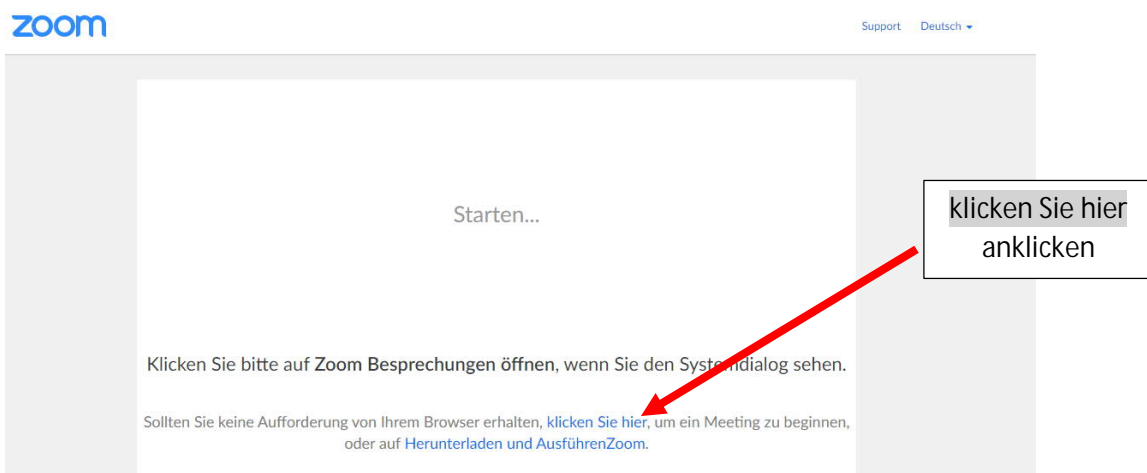 zoom
Support Deutsch
Starten...
klicken Sie hier
anklicken
Klicken Sie bitte auf Zoom Besprechungen öffnen, wenn Sie den Systemdialog sehen.
Sollten Sie keine Aufforderung von Ihrem Browser erhalten, klicken Sie hier, um ein Meeting zu beginnen,
oder auf Herunterladen und AusführenZoom.